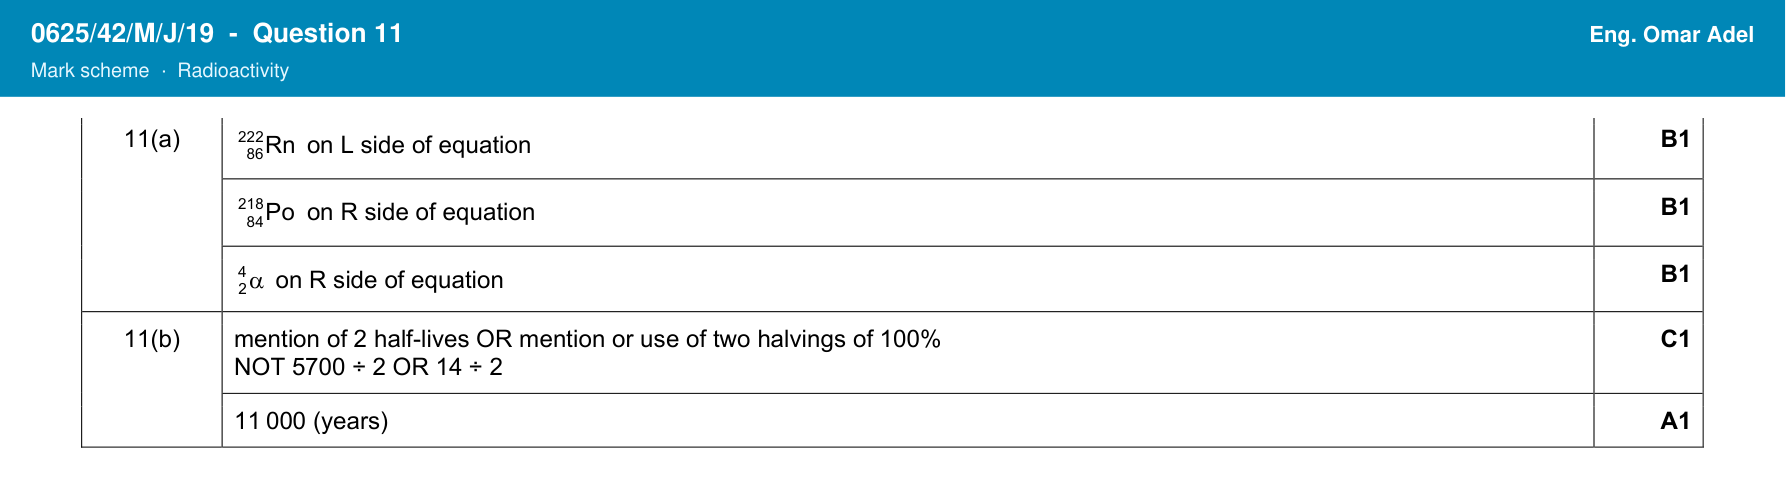 0625/42/M/J/19 - Question 11
Eng. Omar Adel
Mark scheme · Radioactivity
11(a)
²²²₈₆Rn on L side of equation
B1
²¹⁸₈₄Po on R side of equation
B1
⁴₂α on R side of equation
B1
11(b)
mention of 2 half-lives OR mention or use of two halvings of 100%
NOT 5700 ÷ 2 OR 14 ÷ 2
C1
11 000 (years)
A1